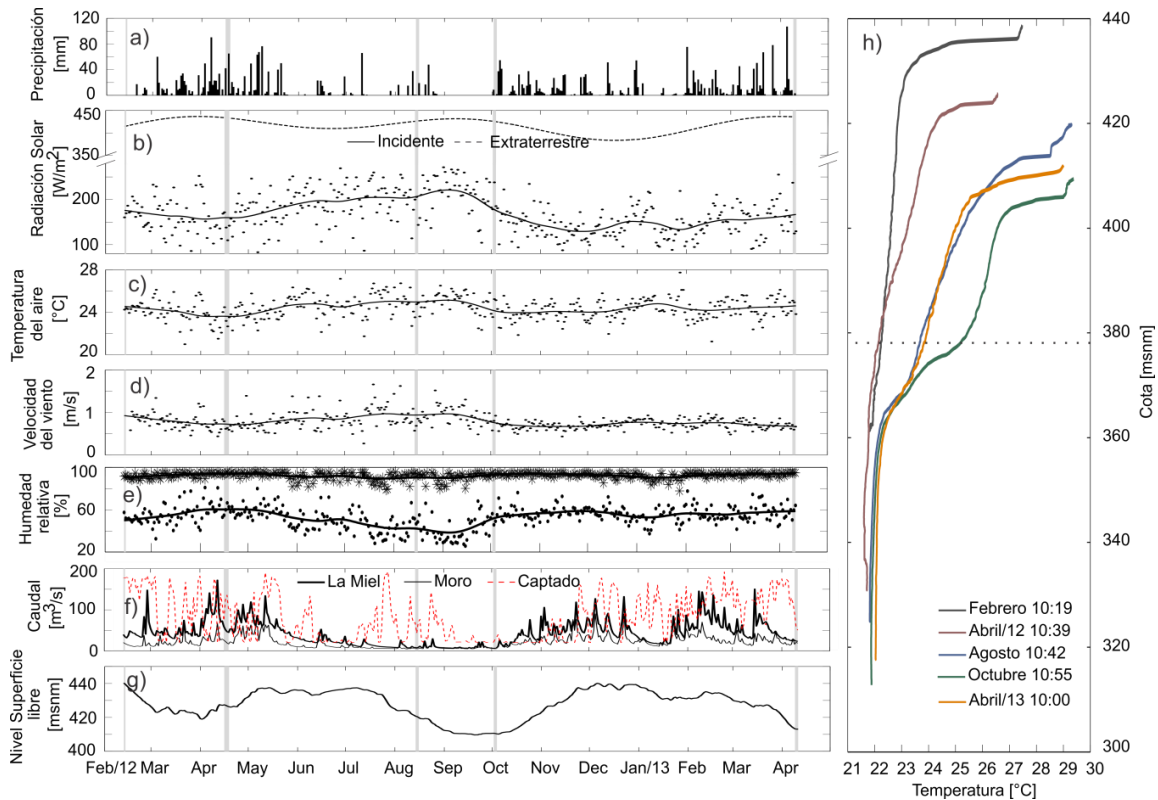 a)
Precipitación
[mm]
120
80
40
0
b)
Radiación Solar
[W/m2]
450
350
200
100
Incidente
Extraterrestre
c)
Temperatura
del aire
[°C]
28
24
20
d)
Velocidad
del viento
[m/s]
2
1
0
e)
Humedad
relativa
[%]
100
60
20
f)
Caudal
[m3/s]
200
100
0
La Miel
Moro
Captado
g)
Nivel Superficie
libre
[msnm]
440
420
400
Feb/12 Mar Apr May Jun Jul Aug Sep Oct Nov Dec Jan/13 Feb Mar Apr
h)
440
420
400
380
360
340
320
300
Cota [msnm]
Febrero 10:19
Abril/12 10:39
Agosto 10:42
Octubre 10:55
Abril/13 10:00
21 22 23 24 25 26 27 28 29 30
Temperatura [°C]